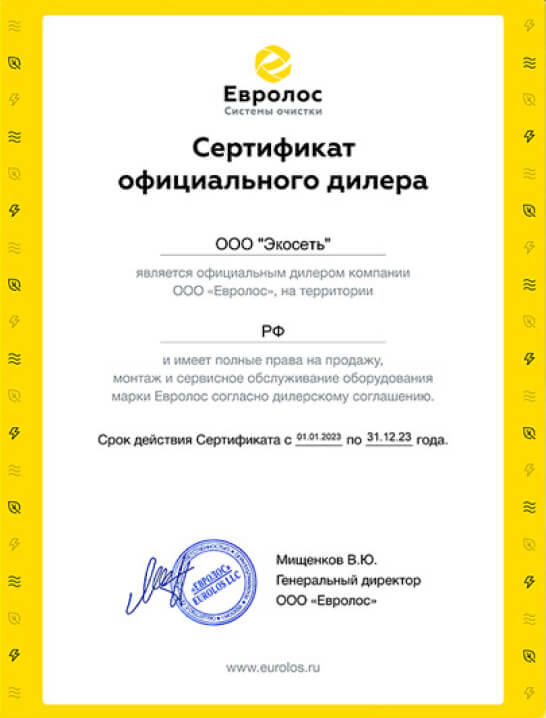 Евролос
Системы очистки
Сертификат
официального дилера
ООО "Экосеть"
является официальным дилером компании
ООО «Евролос», на территории
РФ
и имеет полные права на продажу,
монтаж и сервисное обслуживание оборудования
марки Евролос согласно дилерскому соглашению.
Срок действия Сертификата с 01.01.2023 по 31.12.23 года.
«ЕВРОЛОС»
EUROLOS LLC
Мищенков В.Ю.
Генеральный директор
ООО «Евролос»
www.eurolos.ru